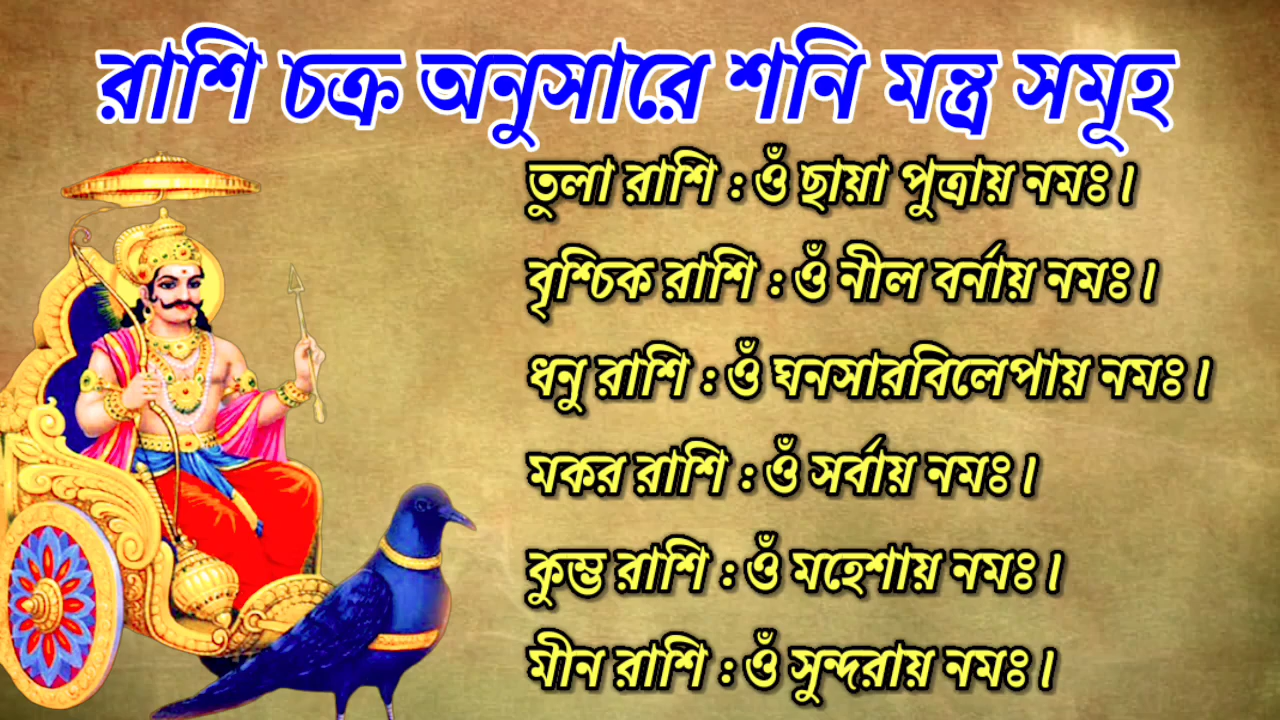 রাশি চক্র অনুসারে শনি মন্ত্র সমূহ
তুলা রাশি : ওঁ ছায়া পুত্রায় নমঃ।
বৃশ্চিক রাশি : ওঁ নীল বর্নায় নমঃ।
ধনু রাশি : ওঁ ঘনসারবিলেপায় নমঃ।
মকর রাশি : ওঁ সর্বায় নমঃ।
কুম্ভ রাশি : ওঁ মহেশায় নমঃ।
মীন রাশি : ওঁ সুন্দরায় নমঃ।